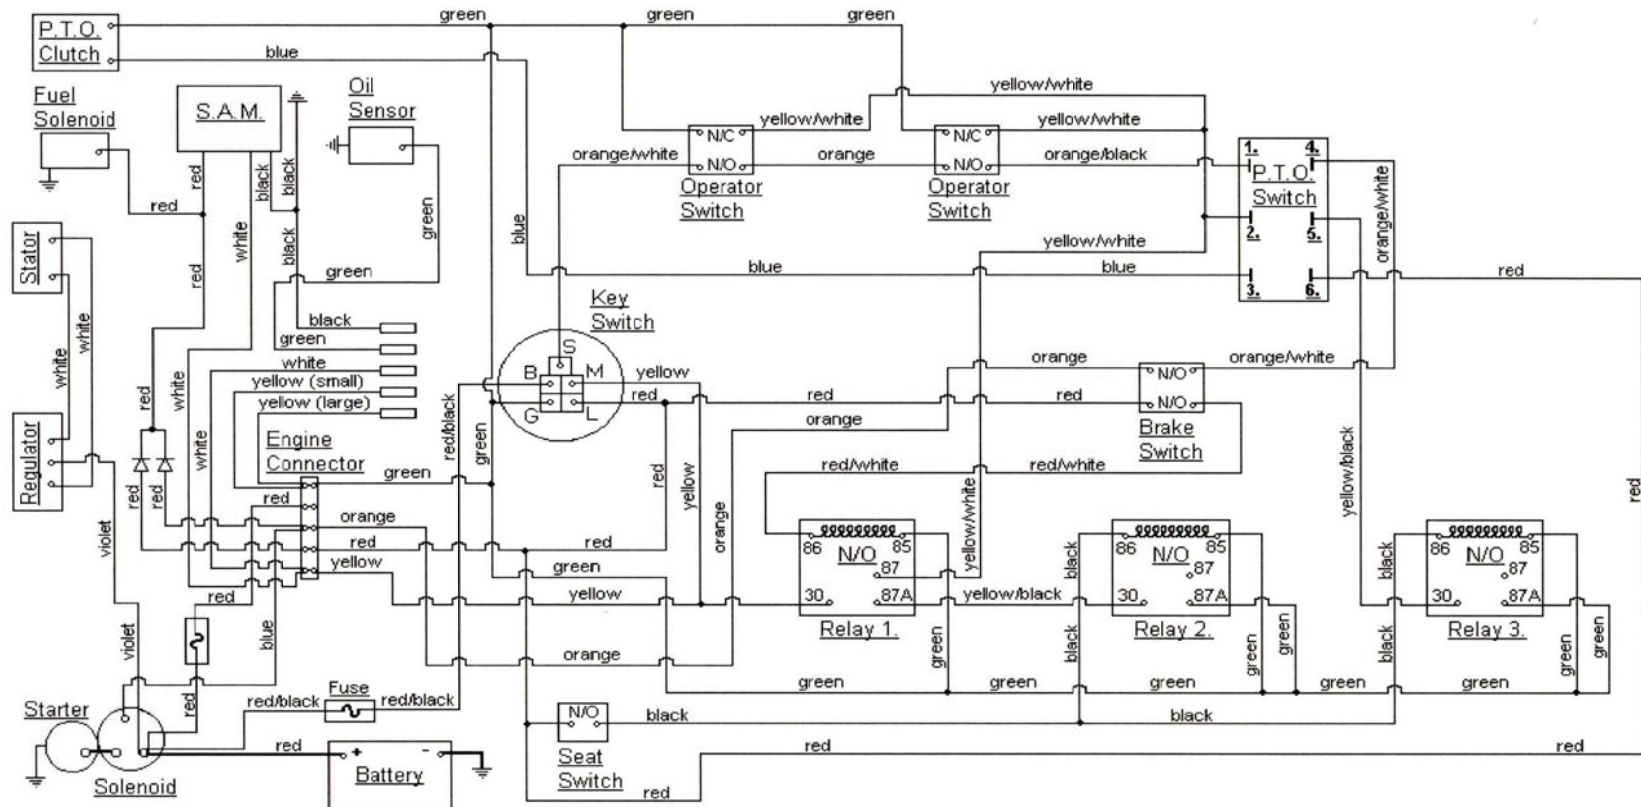 green
green
green
P.T.O.
Clutch
blue
Fuel
Solenoid
S.A.M.
Oil
Sensor
yellow/white
N/C
yellow/white
N/C
yellow/white
orange/white
N/O
orange
N/O
orange/black
Operator
Switch
Operator
Switch
1.
4.
P.T.O.
Switch
2.
5.
3.
6.
red
black
black
red
white
black
green
red
blue
yellow/white
orange/white
Stator
green
blue
blue
red
white
white
Key
Switch
black
green
white
yellow (small)
yellow (large)
S
B
M
G
L
yellow
red
red
red
orange
N/O
orange/white
N/O
orange
Brake
Switch
red
white
red/black
green
Regulator
Engine
Connector
green
red
red
white
red
orange
red
yellow
red
yellow
orange
red
red/white
red/white
yellow/white
yellow/black
red
violet
green
yellow
86
85
N/O
87
30
87A
Relay 1.
yellow/black
black
86
85
N/O
87
30
87A
Relay 2.
black
86
85
N/O
87
30
87A
Relay 3.
red
blue
violet
red
orange
green
black
green
green
black
green
green
green
green
green
green
green
red/black
Fuse
red/black
Starter
Solenoid
red
+
-
Battery
N/O
black
black
Seat
Switch
red
red
red